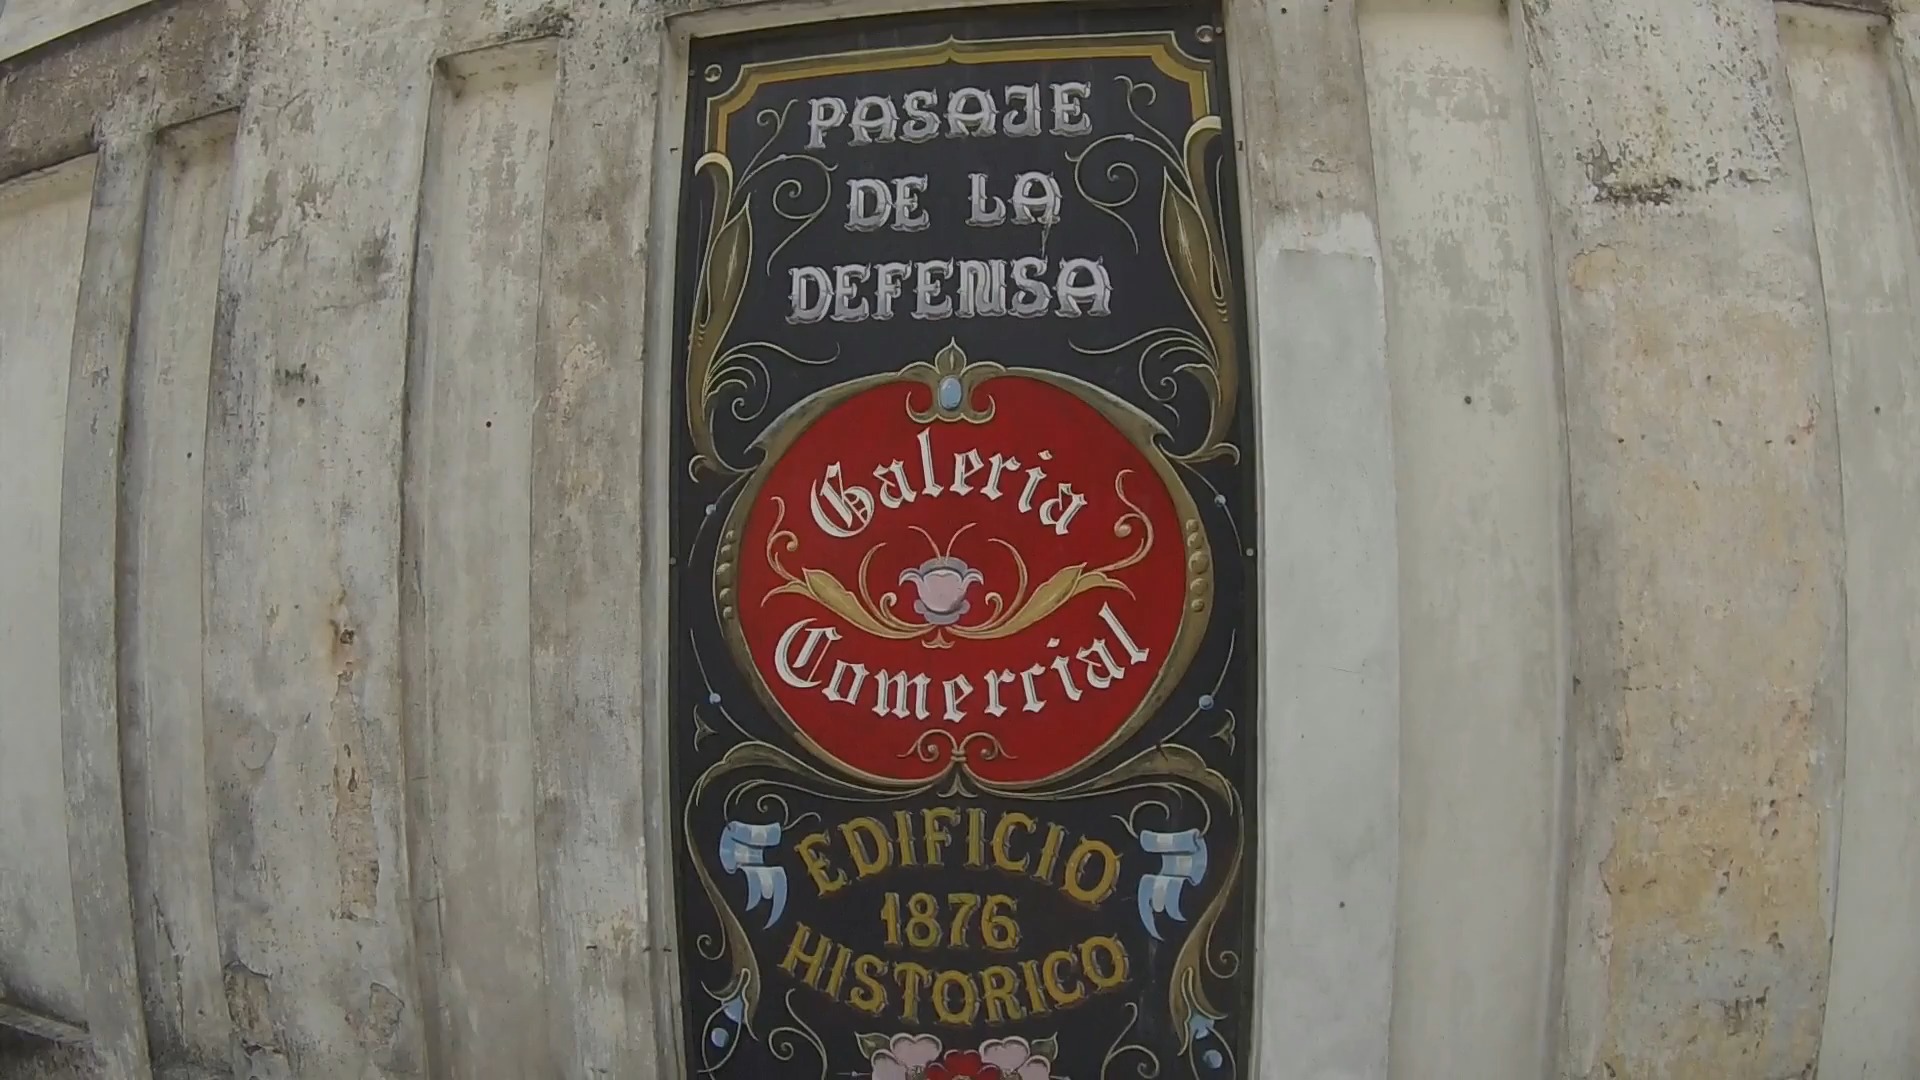 PASAJE
DE LA
DEFENSA
Galeria
Comercial
EDIFICIO
1876
HISTORICO